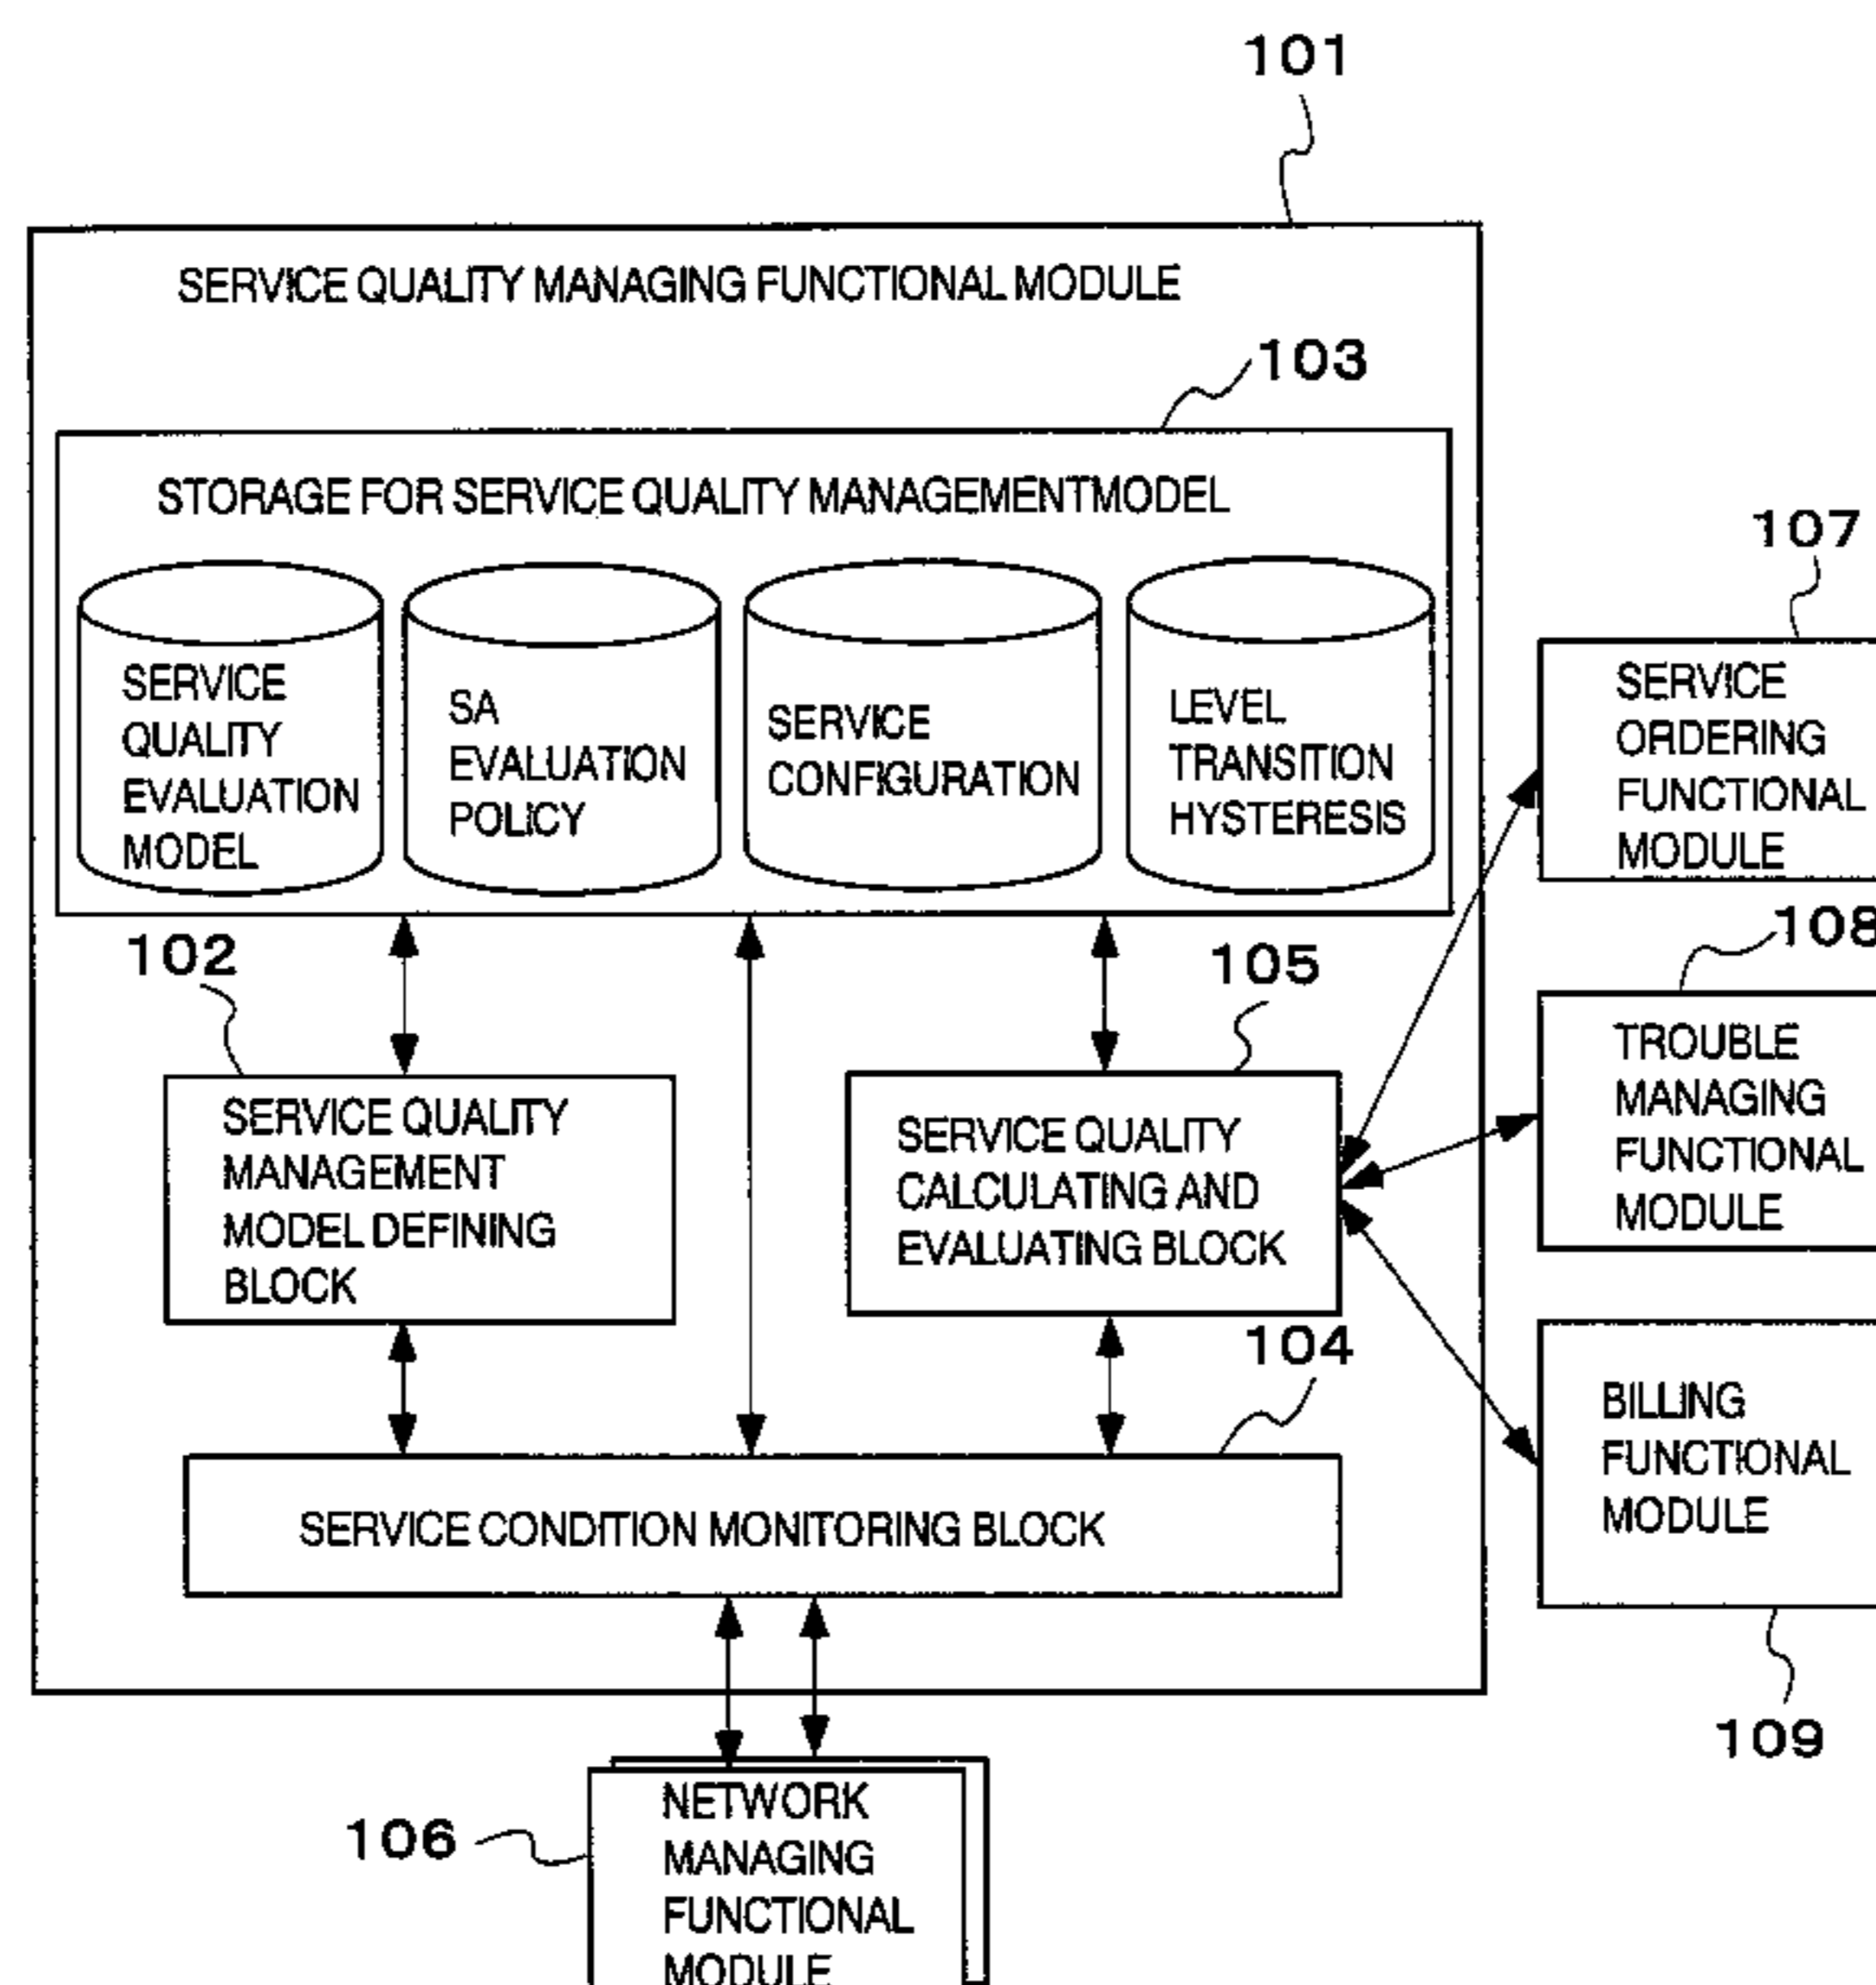 101
SERVICE QUALITY MANAGING FUNCTIONAL MODULE
103
STORAGE FOR SERVICE QUALITY MANAGEMENTMODEL
SERVICE
QUALITY
EVALUATION
MODEL
SA
EVALUATION
POLICY
SERVICE
CONFIGURATION
LEVEL
TRANSITION
HYSTERESIS
107
SERVICE
ORDERING
FUNCTIONAL
MODULE
102
105
108
SERVICE QUALITY
MANAGEMENT
MODEL DEFINING
BLOCK
SERVICE QUALITY
CALCULATING AND
EVALUATING BLOCK
TROUBLE
MANAGING
FUNCTIONAL
MODULE
104
SERVICE CONDITION MONITORING BLOCK
BILLING
FUNCTIONAL
MODULE
109
106
NETWORK
MANAGING
FUNCTIONAL
MODULE